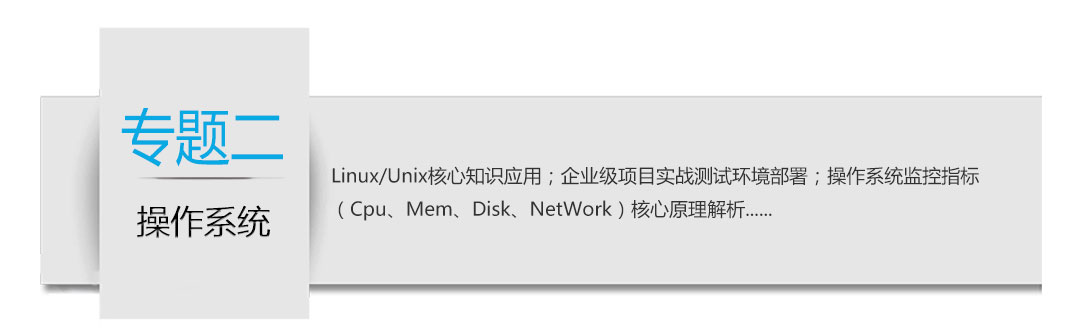 专题二
操作系统
Linux/Unix核心知识应用；企业级项目实战测试环境部署；操作系统监控指标
（Cpu、Mem、Disk、NetWork）核心原理解析......